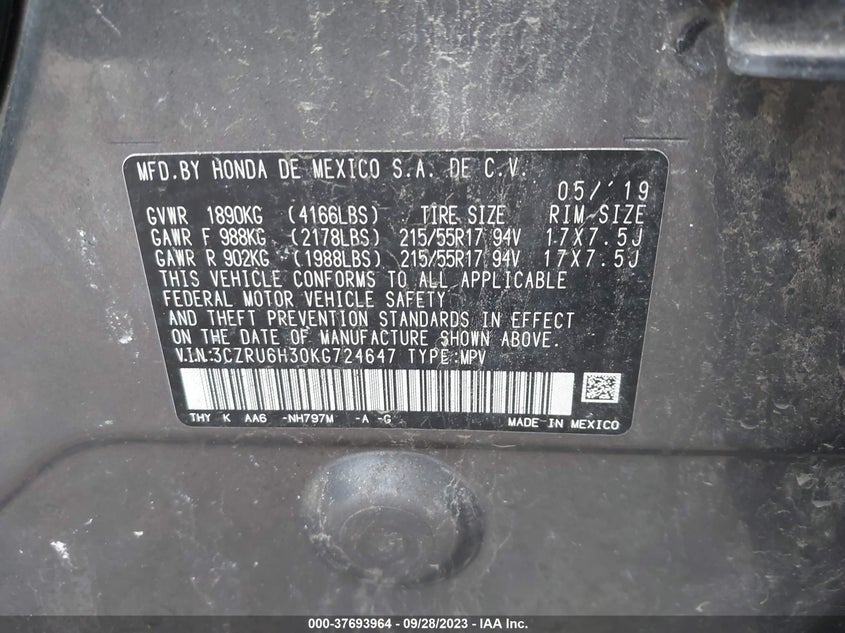 MFD.BY HONDA DE MEXICO S.A. DE C.V.
05/'19
GVWR 1890KG (4166LBS) TIRE SIZE RIM SIZE
GAWR F 988KG (2178LBS) 215/55R17 94V 17X7.5J
GAWR R 902KG (1988LBS) 215/55R17 94V 17X7.5J
THIS VEHICLE CONFORMS TO ALL APPLICABLE
FEDERAL MOTOR VEHICLE SAFETY
AND THEFT PREVENTION STANDARDS IN EFFECT
ON THE DATE OF MANUFACTURE SHOWN ABOVE.
V.IN:3CZRU6H30KG724647 TYPE:MPV
THY K AA6 -NH797M -A -G MADE IN MEXICO
000-37693964 / 09/28/2023 - IAA Inc.